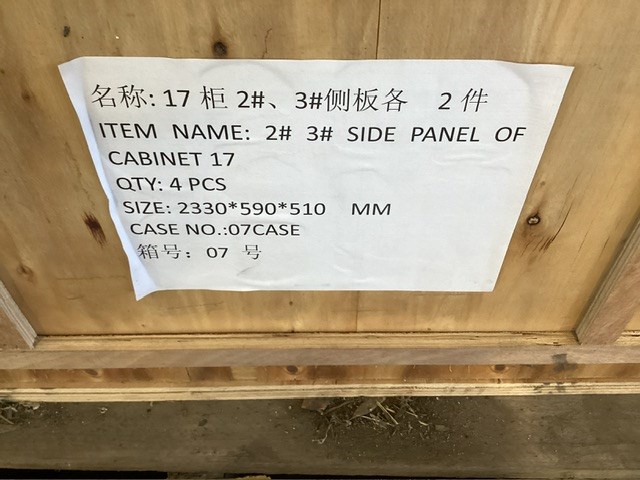 名称: 17 柜 2#、3#侧板各 2 件
ITEM NAME: 2# 3# SIDE PANEL OF
CABINET 17
QTY: 4 PCS
SIZE: 2330*590*510 MM
CASE NO.:07CASE
箱号: 07 号